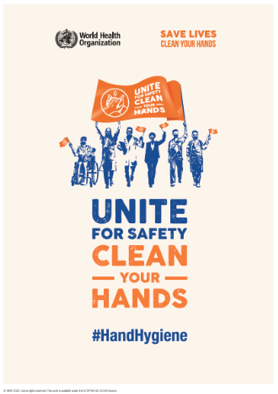 World Health
Organization
SAVE LIVES
CLEAN YOUR HANDS
UNITE
FOR SAFETY
CLEAN
YOUR
HANDS
UNITE
FOR SAFETY
CLEAN
YOUR
HANDS
#HandHygiene